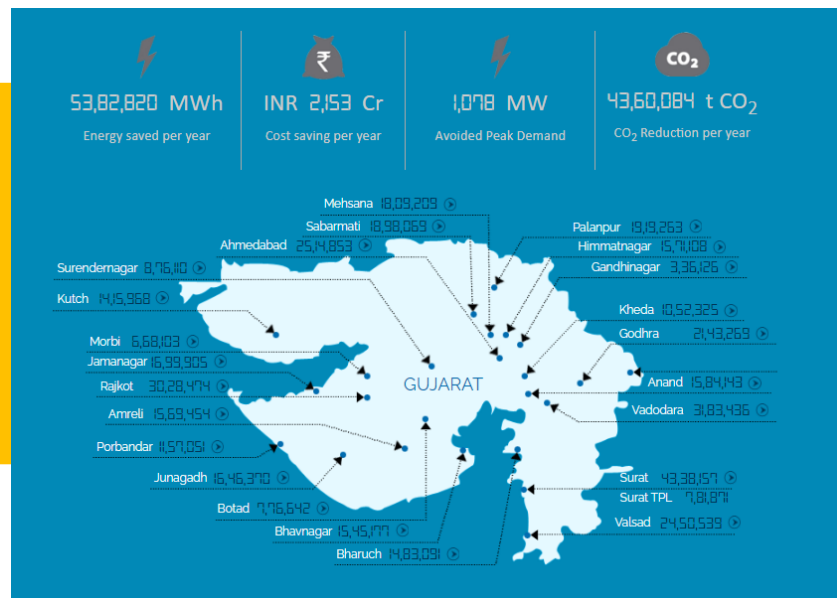 CO₂
53,82,820 MWh
Energy saved per year
INR 2,153 Cr
Cost saving per year
1,078 MW
Avoided Peak Demand
43,60,084 t CO₂
CO₂ Reduction per year
Mehsana 18,09,209
Sabarmati 18,98,069
Ahmedabad 25,14,853
Surendernagar 8,76,110
Kutch 14,15,968
Palanpur 19,19,263
Himmatnagar 15,71,108
Gandhinagar 3,36,126
Kheda 10,52,325
Godhra 21,43,269
Morbi 6,68,103
Jamanagar 16,99,905
Rajkot 30,28,474
Amreli 15,69,454
Porbandar 11,57,051
Junagadh 16,46,370
Botad 7,76,642
Bhavnagar 15,45,177
Bharuch 14,83,091
GUJARAT
Anand 15,84,143
Vadodara 31,83,436
Surat 43,38,157
Surat TPL 7,81,871
Valsad 24,50,539